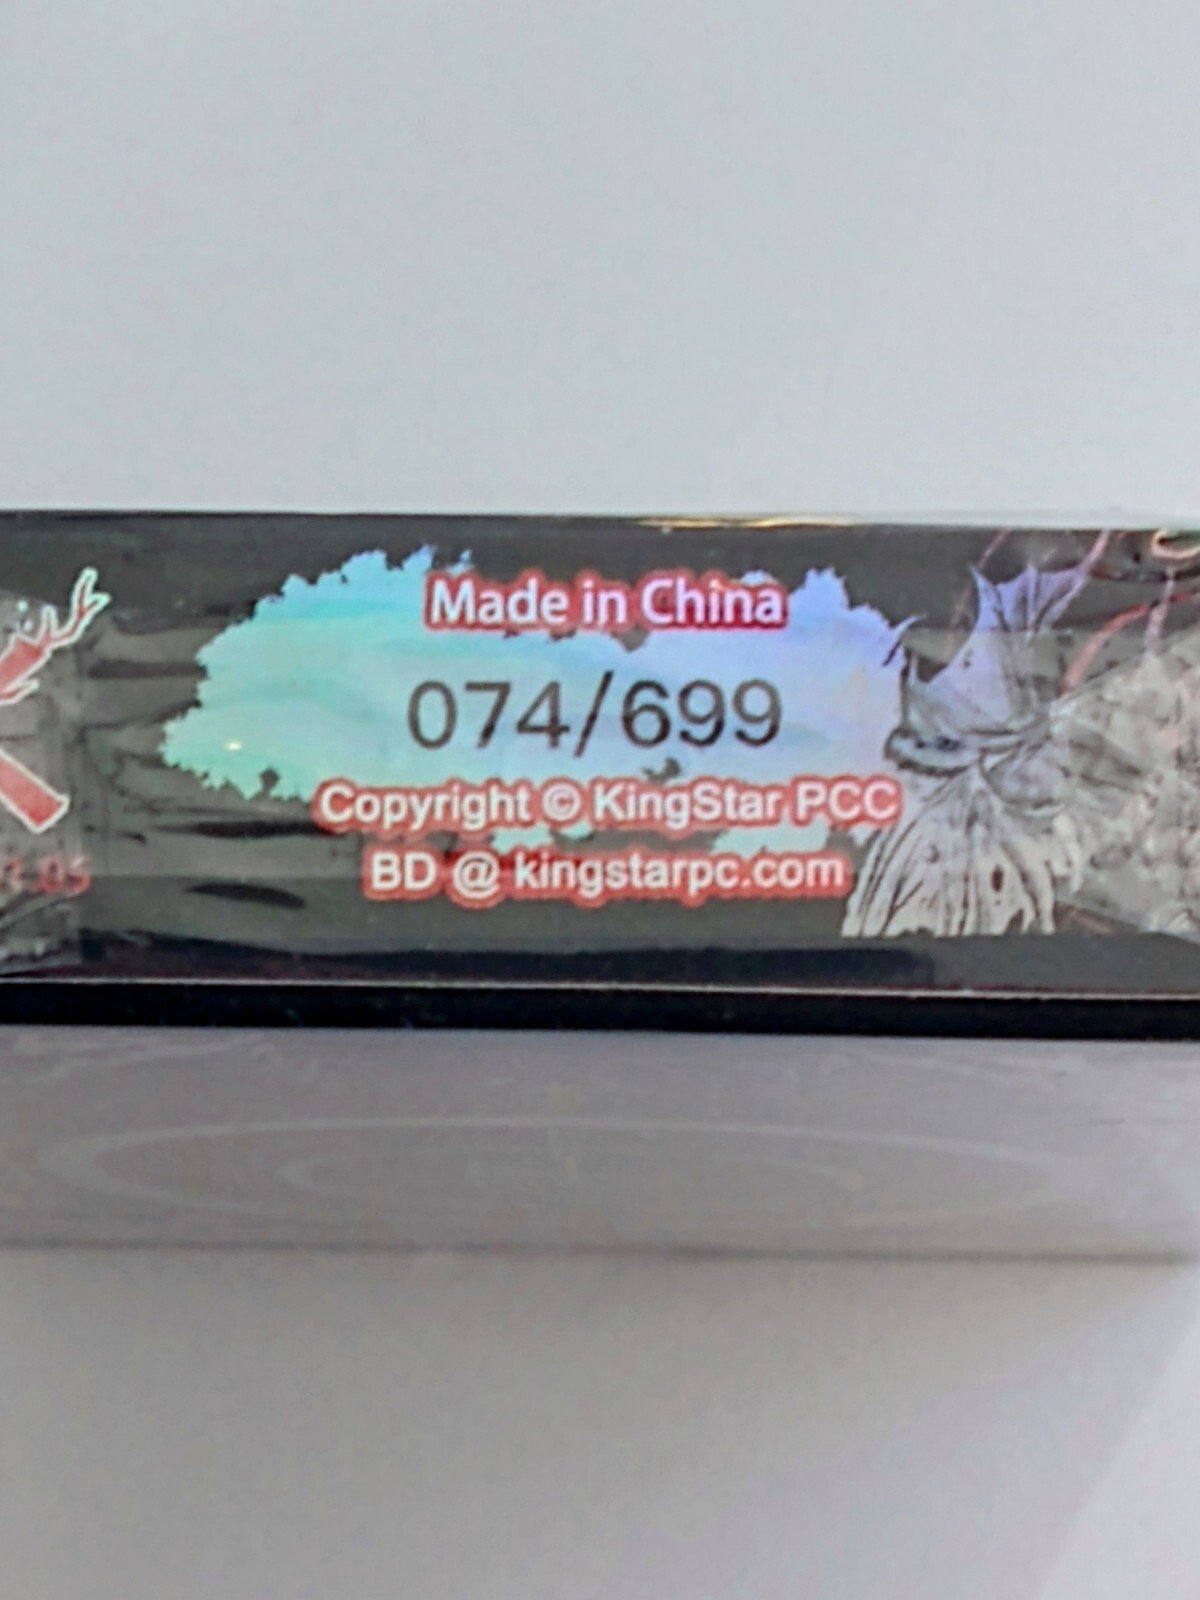 Made in China
074/699
Copyright © KingStar PCC
BD @ kingstarpc.com